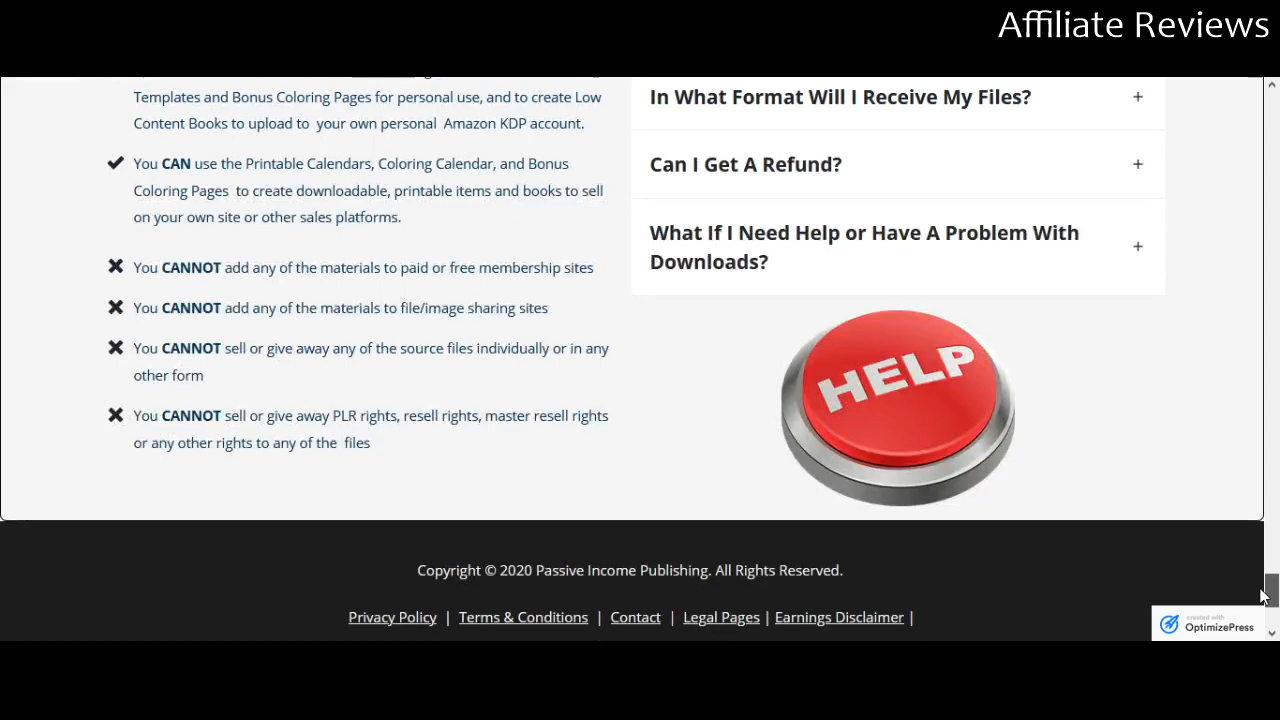 Affiliate Reviews
Templates and Bonus Coloring Pages for personal use, and to create Low
Content Books to upload to your own personal Amazon KDP account.
You CAN use the Printable Calendars, Coloring Calendar, and Bonus
Coloring Pages to create downloadable, printable items and books to sell
on your own site or other sales platforms.
You CANNOT add any of the materials to paid or free membership sites
You CANNOT add any of the materials to file/image sharing sites
You CANNOT sell or give away any of the source files individually or in any
other form
You CANNOT sell or give away PLR rights, resell rights, master resell rights
or any other rights to any of the files
In What Format Will I Receive My Files? +
Can I Get A Refund? +
What If I Need Help or Have A Problem With
Downloads? +
HELP
Copyright © 2020 Passive Income Publishing. All Rights Reserved.
Privacy Policy | Terms & Conditions | Contact | Legal Pages | Earnings Disclaimer |
created with
OptimizePress